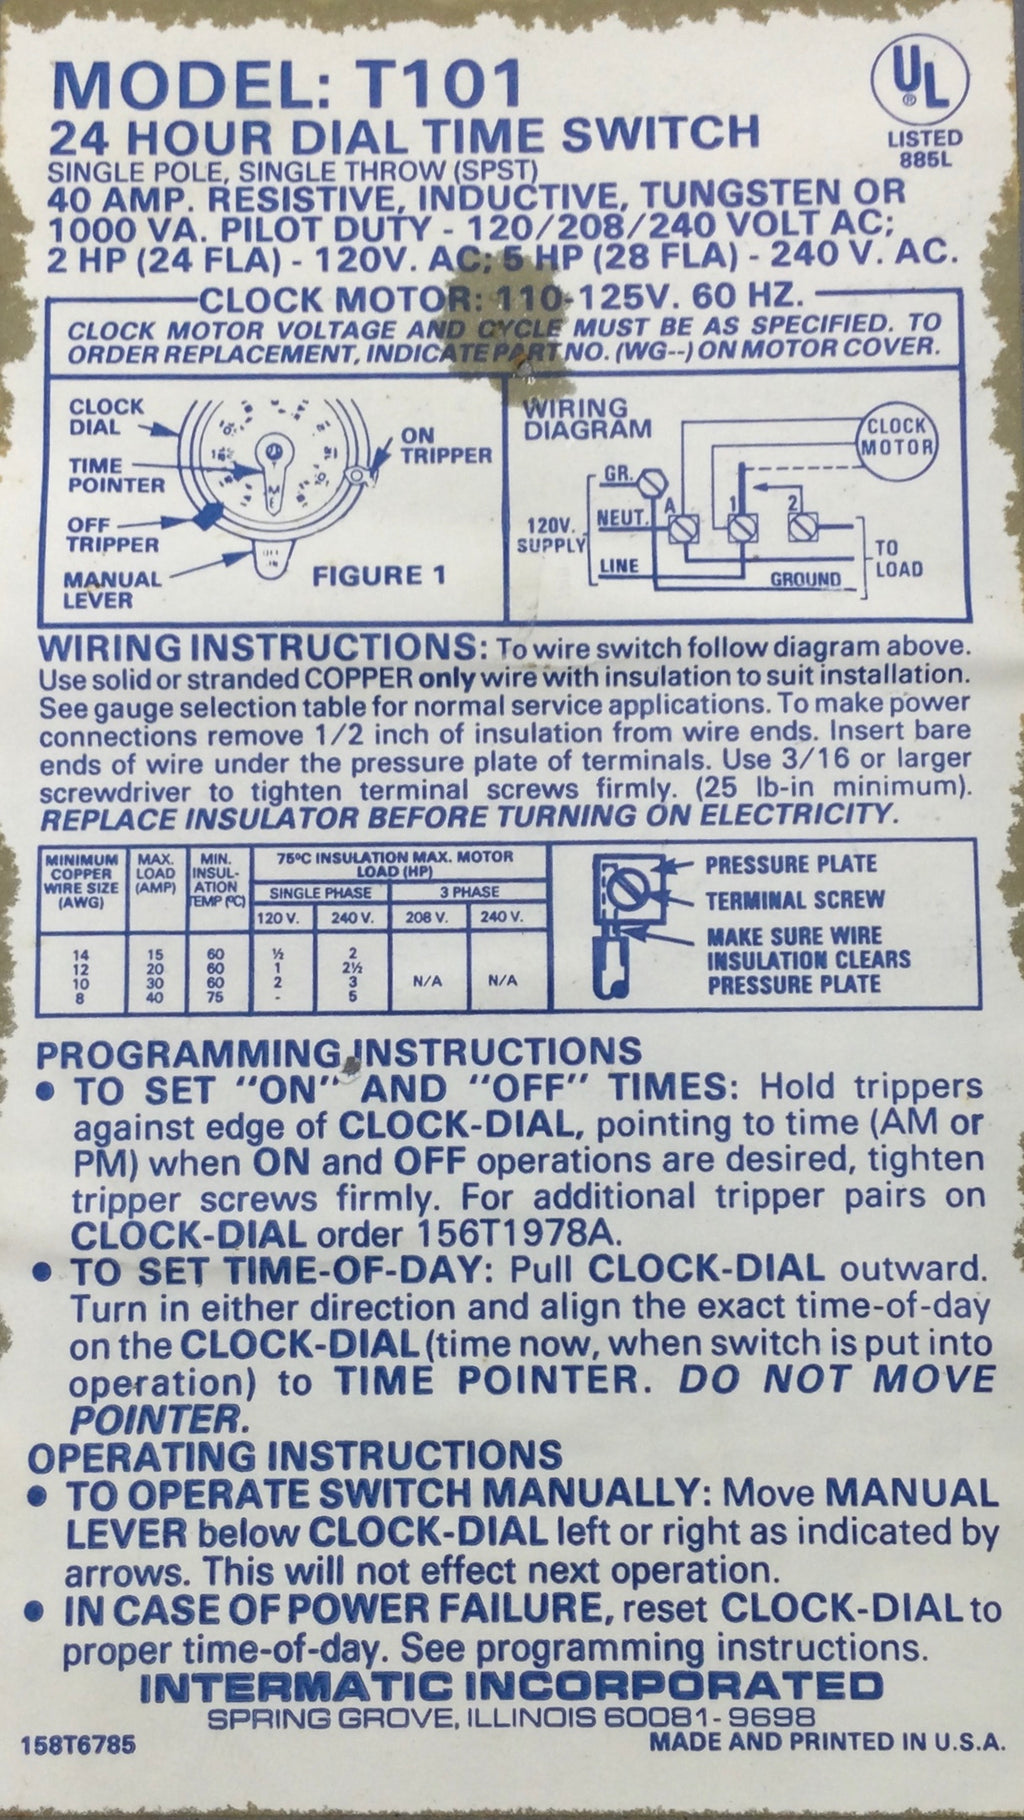 MODEL: T101
UL
®
LISTED
885L
24 HOUR DIAL TIME SWITCH
SINGLE POLE, SINGLE THROW (SPST)
40 AMP. RESISTIVE, INDUCTIVE, TUNGSTEN OR
1000 VA. PILOT DUTY - 120/208/240 VOLT AC;
2 HP (24 FLA) - 120V. AC; 5 HP (28 FLA) - 240 V. AC.
CLOCK MOTOR: 110-125V. 60 HZ.
CLOCK MOTOR VOLTAGE AND CYCLE MUST BE AS SPECIFIED. TO
ORDER REPLACEMENT, INDICATE PART NO. (WG--) ON MOTOR COVER.
CLOCK
DIAL
TIME
POINTER
OFF
TRIPPER
MANUAL
LEVER
ON
TRIPPER
FIGURE 1
WIRING
DIAGRAM
CLOCK
MOTOR
GR.
A
1
2
120V.
SUPPLY
NEUT.
LINE
GROUND
TO
LOAD
WIRING INSTRUCTIONS: To wire switch follow diagram above.
Use solid or stranded COPPER only wire with insulation to suit installation.
See gauge selection table for normal service applications. To make power
connections remove 1/2 inch of insulation from wire ends. Insert bare
ends of wire under the pressure plate of terminals. Use 3/16 or larger
screwdriver to tighten terminal screws firmly. (25 lb-in minimum).
REPLACE INSULATOR BEFORE TURNING ON ELECTRICITY.
MINIMUM
COPPER
WIRE SIZE
(AWG)
MAX.
LOAD
(AMP)
MIN.
INSUL-
ATION
TEMP (ºC)
75ºC INSULATION MAX. MOTOR
LOAD (HP)
SINGLE PHASE 3 PHASE
120 V. 240 V. 208 V. 240 V.
14 15 60 ½ 2
12 20 60 1 2½
10 30 60 2 3 N/A N/A
8 40 75 - 5
PRESSURE PLATE
TERMINAL SCREW
MAKE SURE WIRE
INSULATION CLEARS
PRESSURE PLATE
PROGRAMMING INSTRUCTIONS
● TO SET "ON" AND "OFF" TIMES: Hold trippers
against edge of CLOCK-DIAL, pointing to time (AM or
PM) when ON and OFF operations are desired, tighten
tripper screws firmly. For additional tripper pairs on
CLOCK-DIAL order 156T1978A.
● TO SET TIME-OF-DAY: Pull CLOCK-DIAL outward.
Turn in either direction and align the exact time-of-day
on the CLOCK-DIAL (time now, when switch is put into
operation) to TIME POINTER. DO NOT MOVE
POINTER.
OPERATING INSTRUCTIONS
● TO OPERATE SWITCH MANUALLY: Move MANUAL
LEVER below CLOCK-DIAL left or right as indicated by
arrows. This will not effect next operation.
● IN CASE OF POWER FAILURE, reset CLOCK-DIAL to
proper time-of-day. See programming instructions.
INTERMATIC INCORPORATED
SPRING GROVE, ILLINOIS 60081-9698
158T6785
MADE AND PRINTED IN U.S.A.